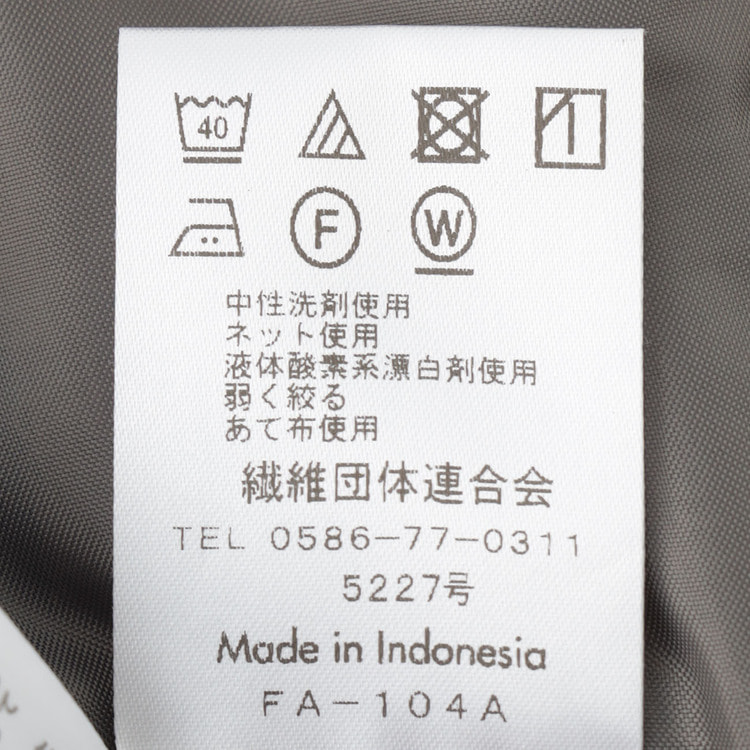 40
F
W
中性洗剤使用
ネット使用
液体酸素系漂白剤使用
弱く絞る
あて布使用
繊維団体連合会
TEL 0586-77-0311
5227号
Made in Indonesia
FA-104A